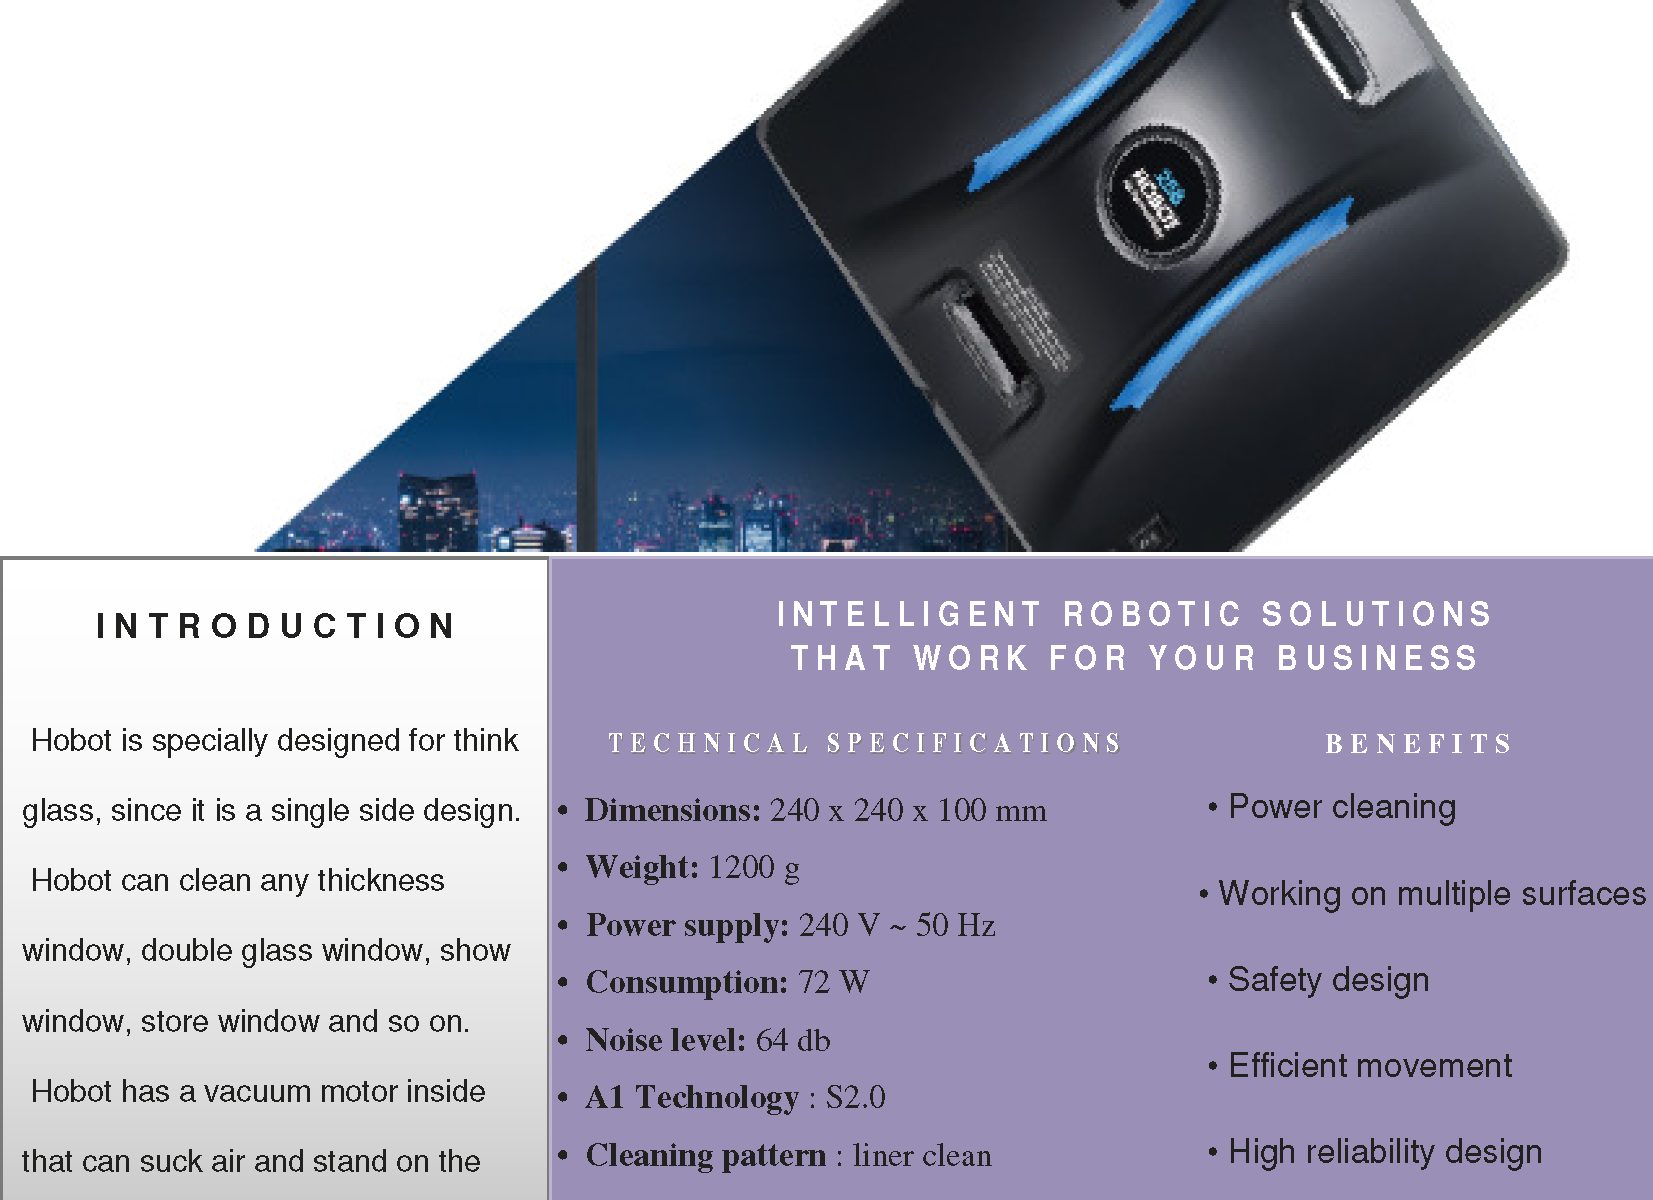 288
HOBOT
INTRODUCTION
Hobot is specially designed for think
glass, since it is a single side design.
Hobot can clean any thickness
window, double glass window, show
window, store window and so on.
Hobot has a vacuum motor inside
that can suck air and stand on the
INTELLIGENT ROBOTIC SOLUTIONS
THAT WORK FOR YOUR BUSINESS
TECHNICAL SPECIFICATIONS
• Dimensions: 240 x 240 x 100 mm
• Weight: 1200 g
• Power supply: 240 V ~ 50 Hz
• Consumption: 72 W
• Noise level: 64 db
• A1 Technology : S2.0
• Cleaning pattern : liner clean
BENEFITS
• Power cleaning
• Working on multiple surfaces
• Safety design
• Efficient movement
• High reliability design